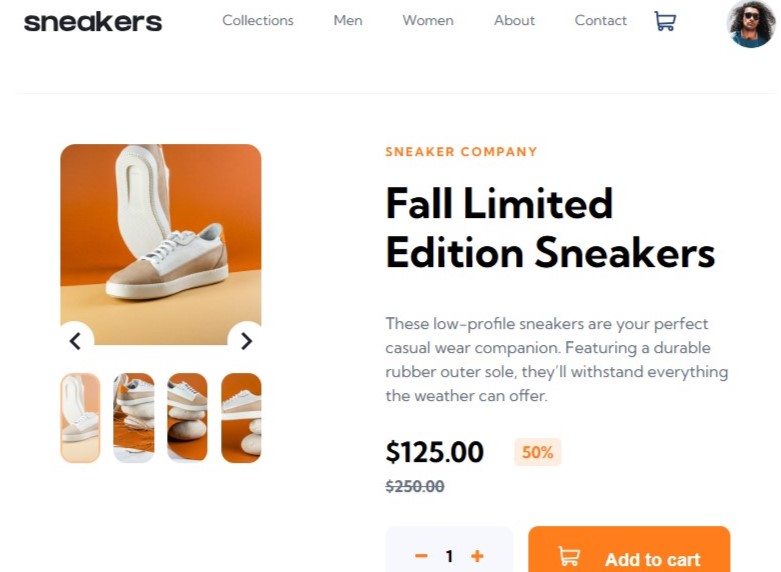 sneakers
Collections Men Women About Contact
SNEAKER COMPANY
Fall Limited
Edition Sneakers
These low-profile sneakers are your perfect
casual wear companion. Featuring a durable
rubber outer sole, they'll withstand everything
the weather can offer.
$125.00 50%
$250.00
- 1 +
Add to cart